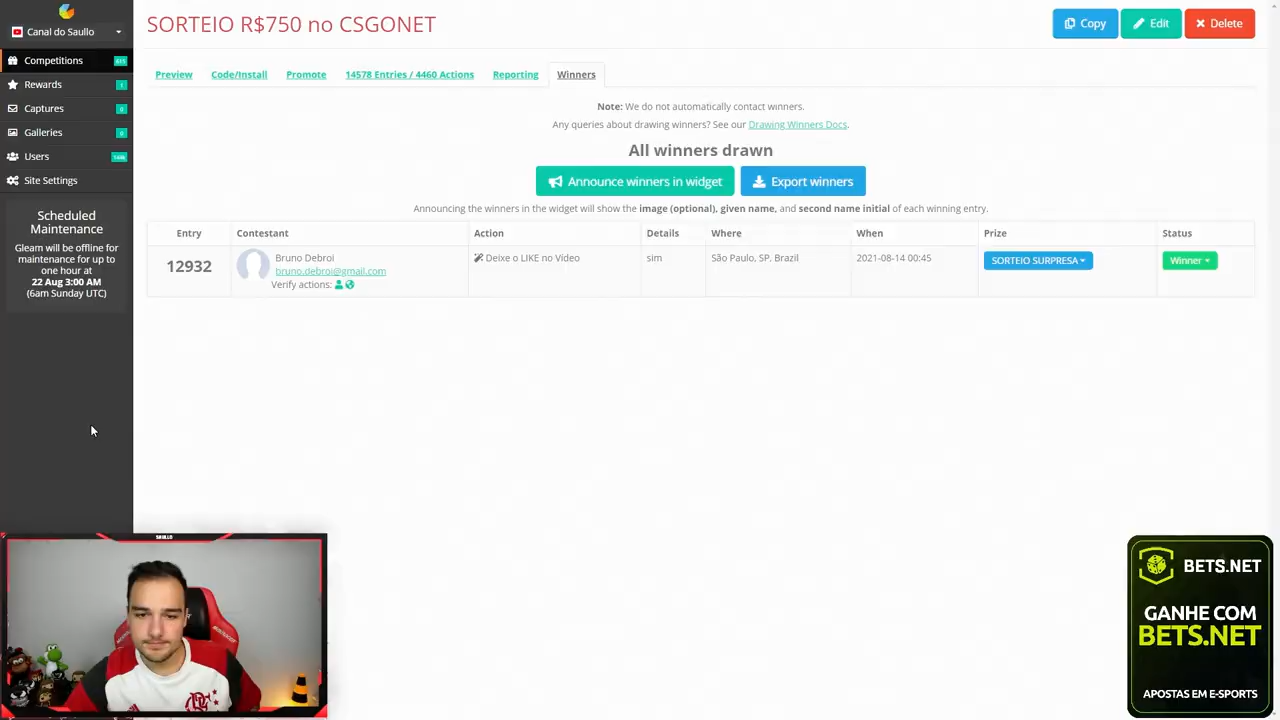 SORTEIO R$750 no CSGONET
Copy
Edit
Delete
Canal do Saullo
Competitions 615
Rewards 1
Captures 0
Galleries 0
Users
Site Settings
Scheduled Maintenance
Gleam will be offline for
maintenance for up to
one hour at
22 Aug 3:00 AM
(6am Sunday UTC)
Preview
Code/Install
Promote
14578 Entries / 4460 Actions
Reporting
Winners
Note: We do not automatically contact winners.
Any queries about drawing winners? See our Drawing Winners Docs.
All winners drawn
Announce winners in widget
Export winners
Announcing the winners in the widget will show the image (optional), given name, and second name initial of each winning entry.
Entry Contestant Action Details Where When Prize Status
12932
Bruno Debroi
bruno.debroi@gmail.com
Verify actions:
Deixe o LIKE no Vídeo
sim
São Paulo, SP, Brazil
2021-08-14 00:45
SORTEIO SURPRESA
Winner
SAULLO
BETS.NET
GANHE COM
BETS.NET
APOSTAS EM E-SPORTS